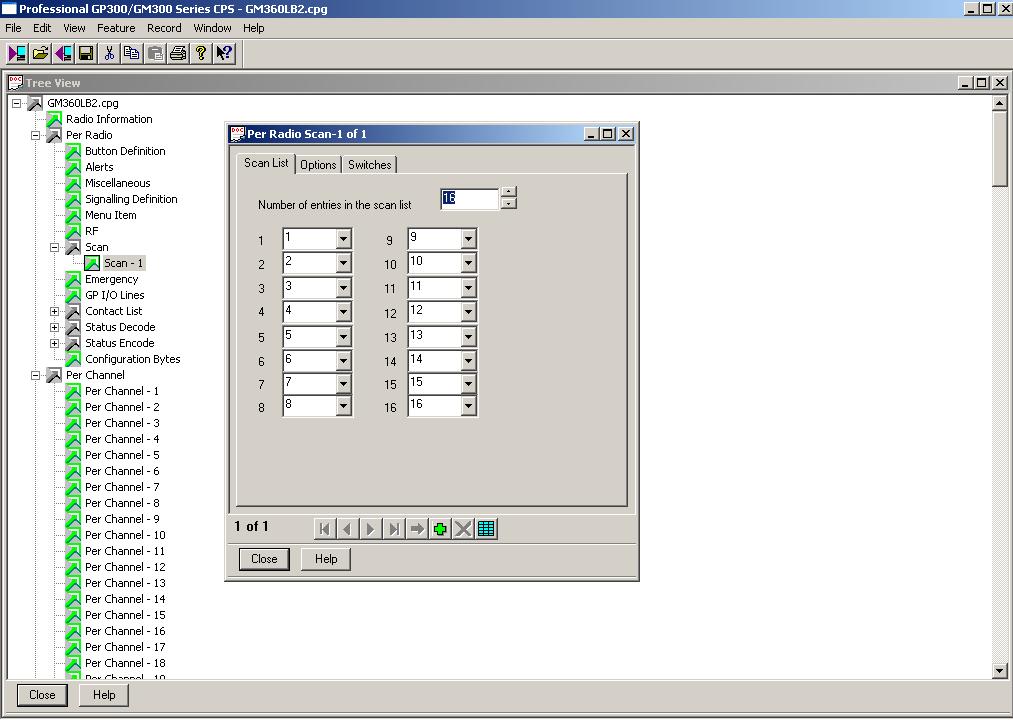 Professional GP300/GM300 Series CPS - GM360LB2.cpg
File Edit View Feature Record Window Help
Tree View
GM360LB2.cpg
Radio Information
Per Radio
Button Definition
Alerts
Miscellaneous
Signalling Definition
Menu Item
RF
Scan
Scan - 1
Emergency
GP I/O Lines
Contact List
Status Decode
Status Encode
Configuration Bytes
Per Channel
Per Channel - 1
Per Channel - 2
Per Channel - 3
Per Channel - 4
Per Channel - 5
Per Channel - 6
Per Channel - 7
Per Channel - 8
Per Channel - 9
Per Channel - 10
Per Channel - 11
Per Channel - 12
Per Channel - 13
Per Channel - 14
Per Channel - 15
Per Channel - 16
Per Channel - 17
Per Channel - 18
Per Radio Scan-1 of 1
Scan List Options Switches
Number of entries in the scan list 16
1 1 9 9
2 2 10 10
3 3 11 11
4 4 12 12
5 5 13 13
6 6 14 14
7 7 15 15
8 8 16 16
1 of 1
Close Help
Close Help